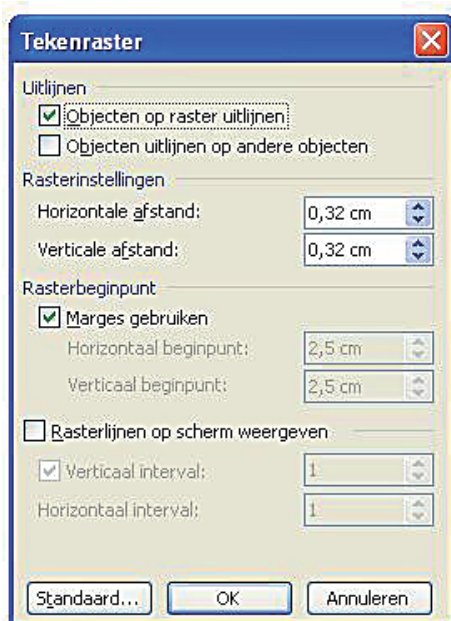 Tekenraster
Uitlijnen
Objecten op raster uitlijnen
Objecten uitlijnen op andere objecten
Rasterinstellingen
Horizontale afstand: 0,32 cm
Verticale afstand: 0,32 cm
Rasterbeginpunt
Marges gebruiken
Horizontaal beginpunt: 2,5 cm
Verticaal beginpunt: 2,5 cm
Rasterlijnen op scherm weergeven
Verticaal interval: 1
Horizontaal interval: 1
Standaard... OK Annuleren